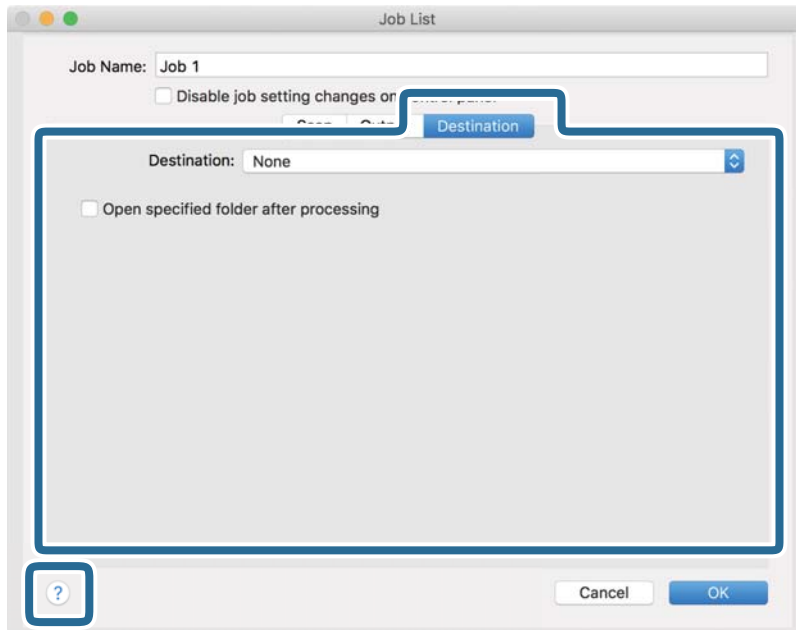 Job List
Job Name: Job 1
Disable job setting changes on
Destination
Destination: None
Open specified folder after processing
? Cancel OK